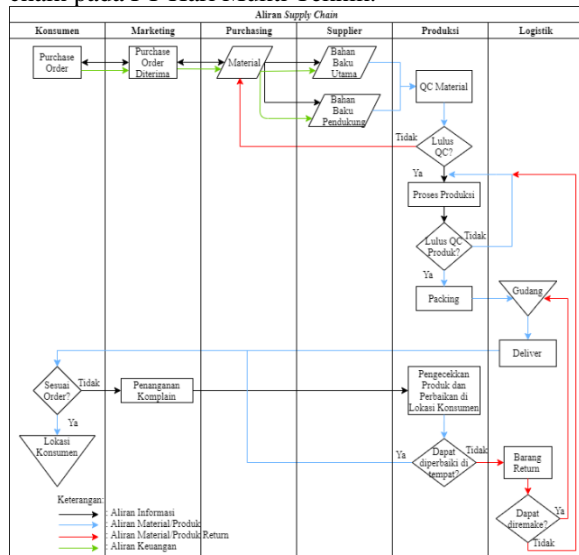 Aliran Supply Chain
Konsumen
Marketing
Purchasing
Supplier
Produksi
Logistik
Purchase
Order
Purchase
Order
Diterima
Material
Bahan
Baku
Utama
Bahan
Baku
Pendukung
QC Material
Tidak
Lulus
QC?
Ya
Proses Produksi
Lulus QC
Produk?
Tidak
Ya
Packing
Gudang
Deliver
Sesuai
Order?
Tidak
Penanganan
Komplain
Pengecekkan
Produk dan
Perbaikan di
Lokasi Konsumen
Ya
Lokasi
Konsumen
Ya
Dapat
diperbaiki di
tempat?
Tidak
Barang
Return
Dapat
diremake?
Ya
Tidak
Keterangan:
: Aliran Informasi
: Aliran Material/Produk
: Aliran Material/Produk Return
: Aliran Keuangan